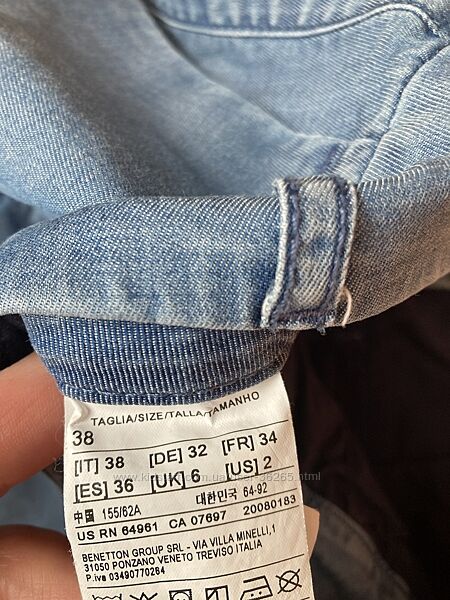 TAGLIA/SIZE/TALLA/TAMANHO
38
[IT] 38 [DE] 32 [FR] 34
[ES] 36 [UK] 6 [US] 2
中国 155/62A 대한민국 64-92
US RN 64961 CA 07697 20080183
BENETTON GROUP SRL - VIA VILLA MINELLI,1
31050 PONZANO VENETO TREVISO ITALIA
P.iva 03490770264